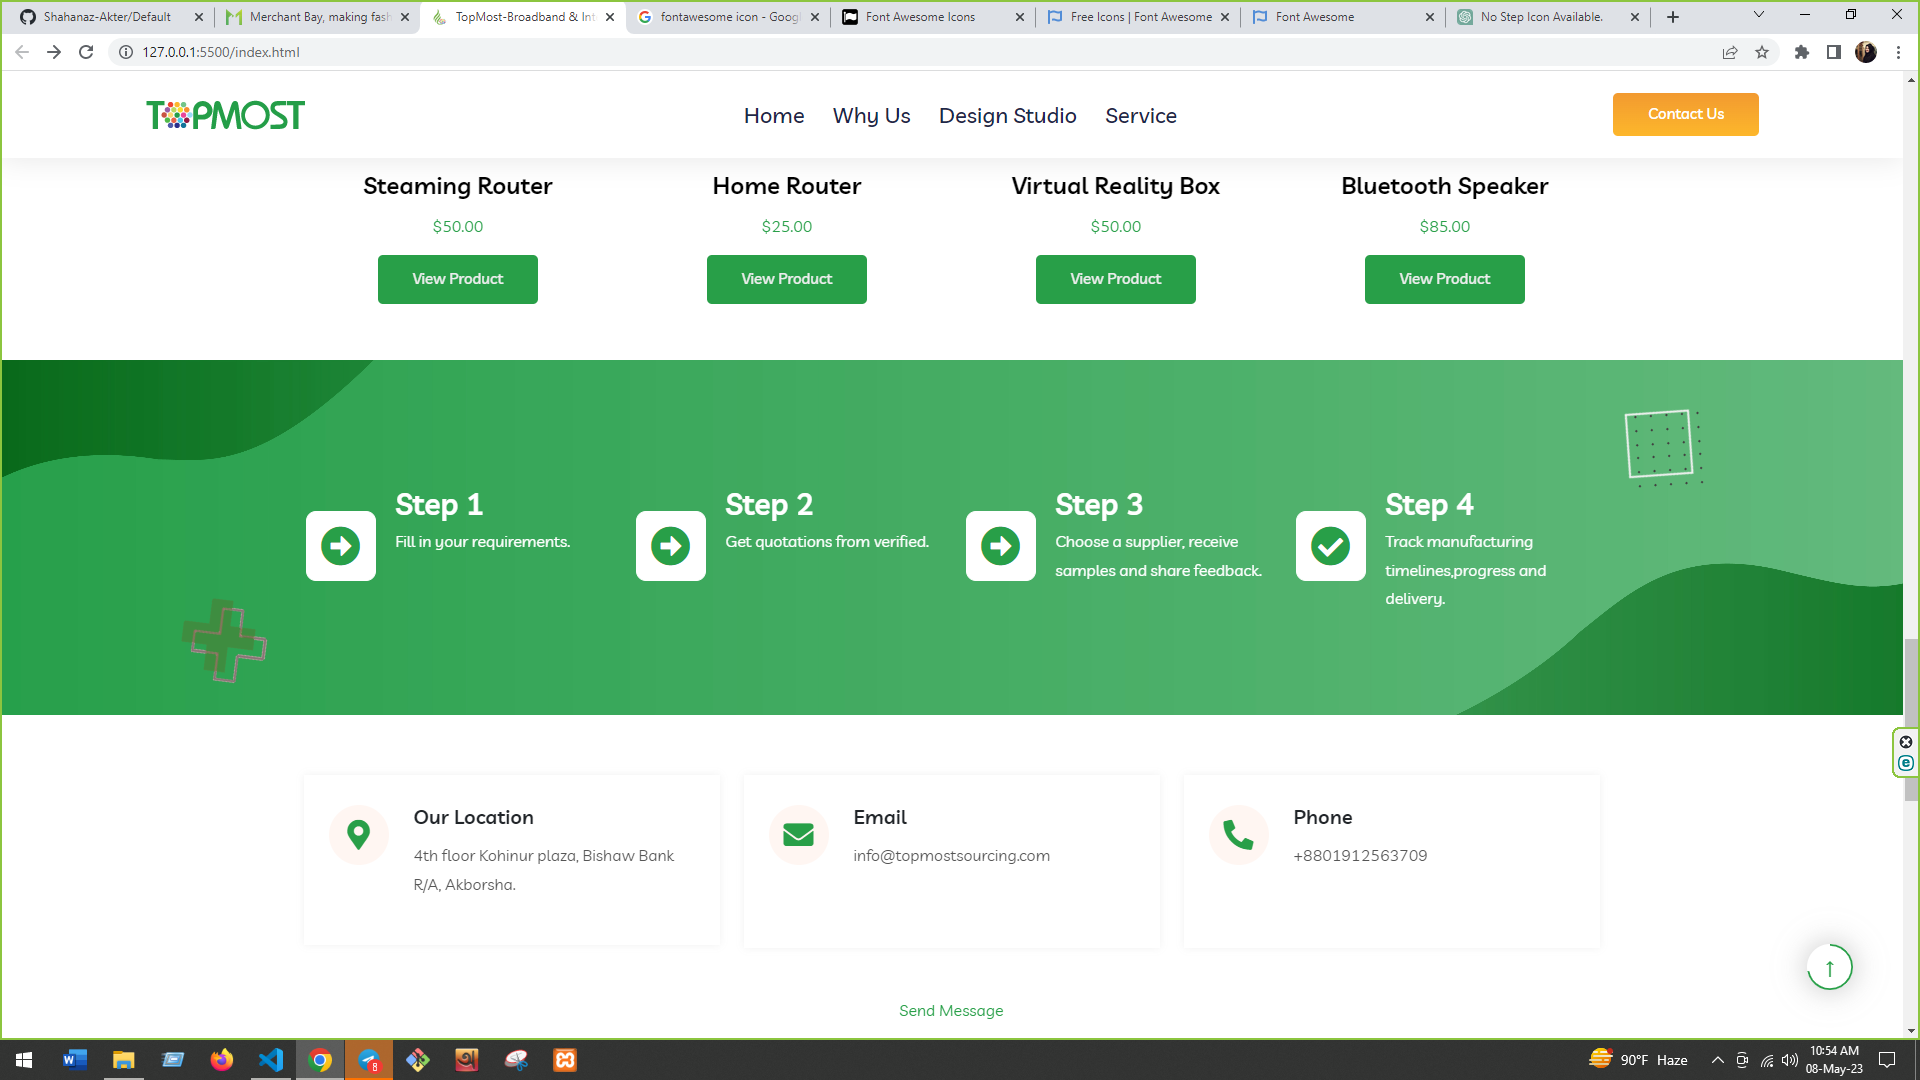 Shahanaz-Akter/Default
Merchant Bay, making fash
TopMost-Broadband & Int
fontawesome icon - Googl
Font Awesome Icons
Free Icons | Font Awesome
Font Awesome
No Step Icon Available.
127.0.0.1:5500/index.html
TOPMOST
Home
Why Us
Design Studio
Service
Contact Us
Steaming Router
Home Router
Virtual Reality Box
Bluetooth Speaker
$50.00
$25.00
$50.00
$85.00
View Product
View Product
View Product
View Product
Step 1
Fill in your requirements.
Step 2
Get quotations from verified.
Step 3
Choose a supplier, receive
samples and share feedback.
Step 4
Track manufacturing
timelines,progress and
delivery.
Our Location
4th floor Kohinur plaza, Bishaw Bank
R/A, Akborsha.
Email
info@topmostsourcing.com
Phone
+8801912563709
Send Message
8
90°F Haze
10:54 AM
08-May-23